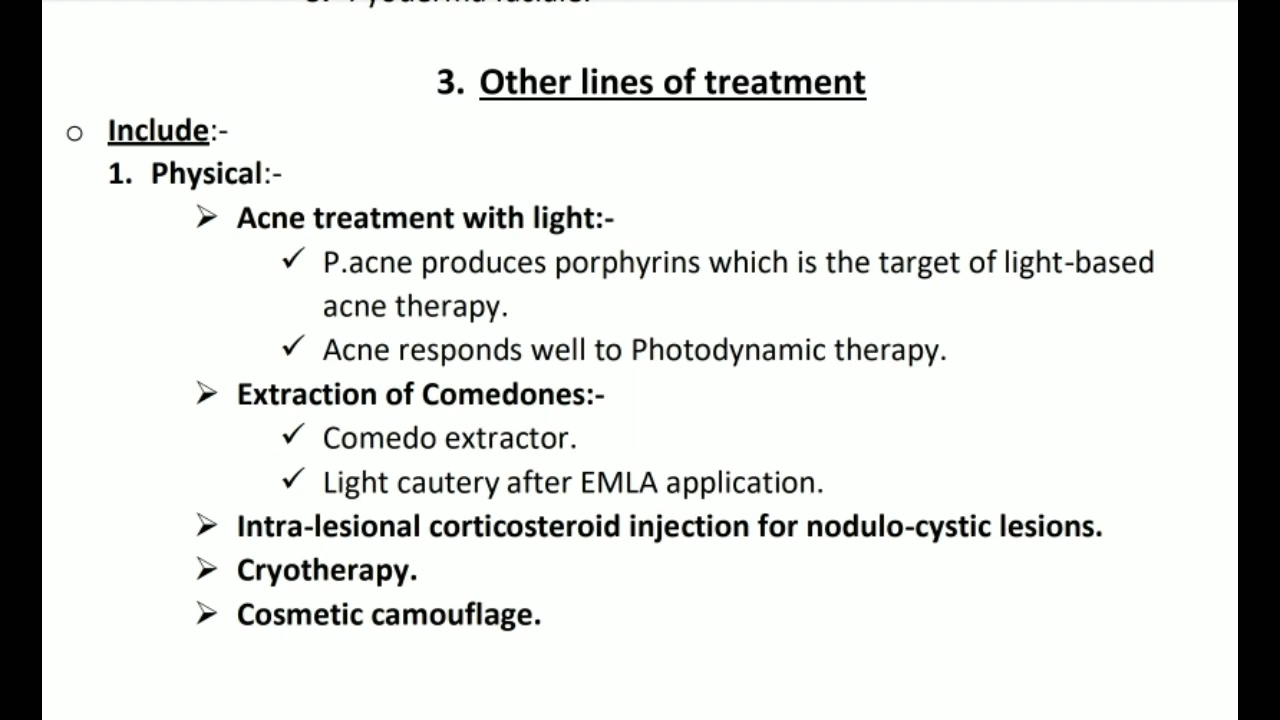 3. Other lines of treatment
o Include:-
1. Physical:-
➢ Acne treatment with light:-
✓ P.acne produces porphyrins which is the target of light-based
acne therapy.
✓ Acne responds well to Photodynamic therapy.
➢ Extraction of Comedones:-
✓ Comedo extractor.
✓ Light cautery after EMLA application.
➢ Intra-lesional corticosteroid injection for nodulo-cystic lesions.
➢ Cryotherapy.
➢ Cosmetic camouflage.